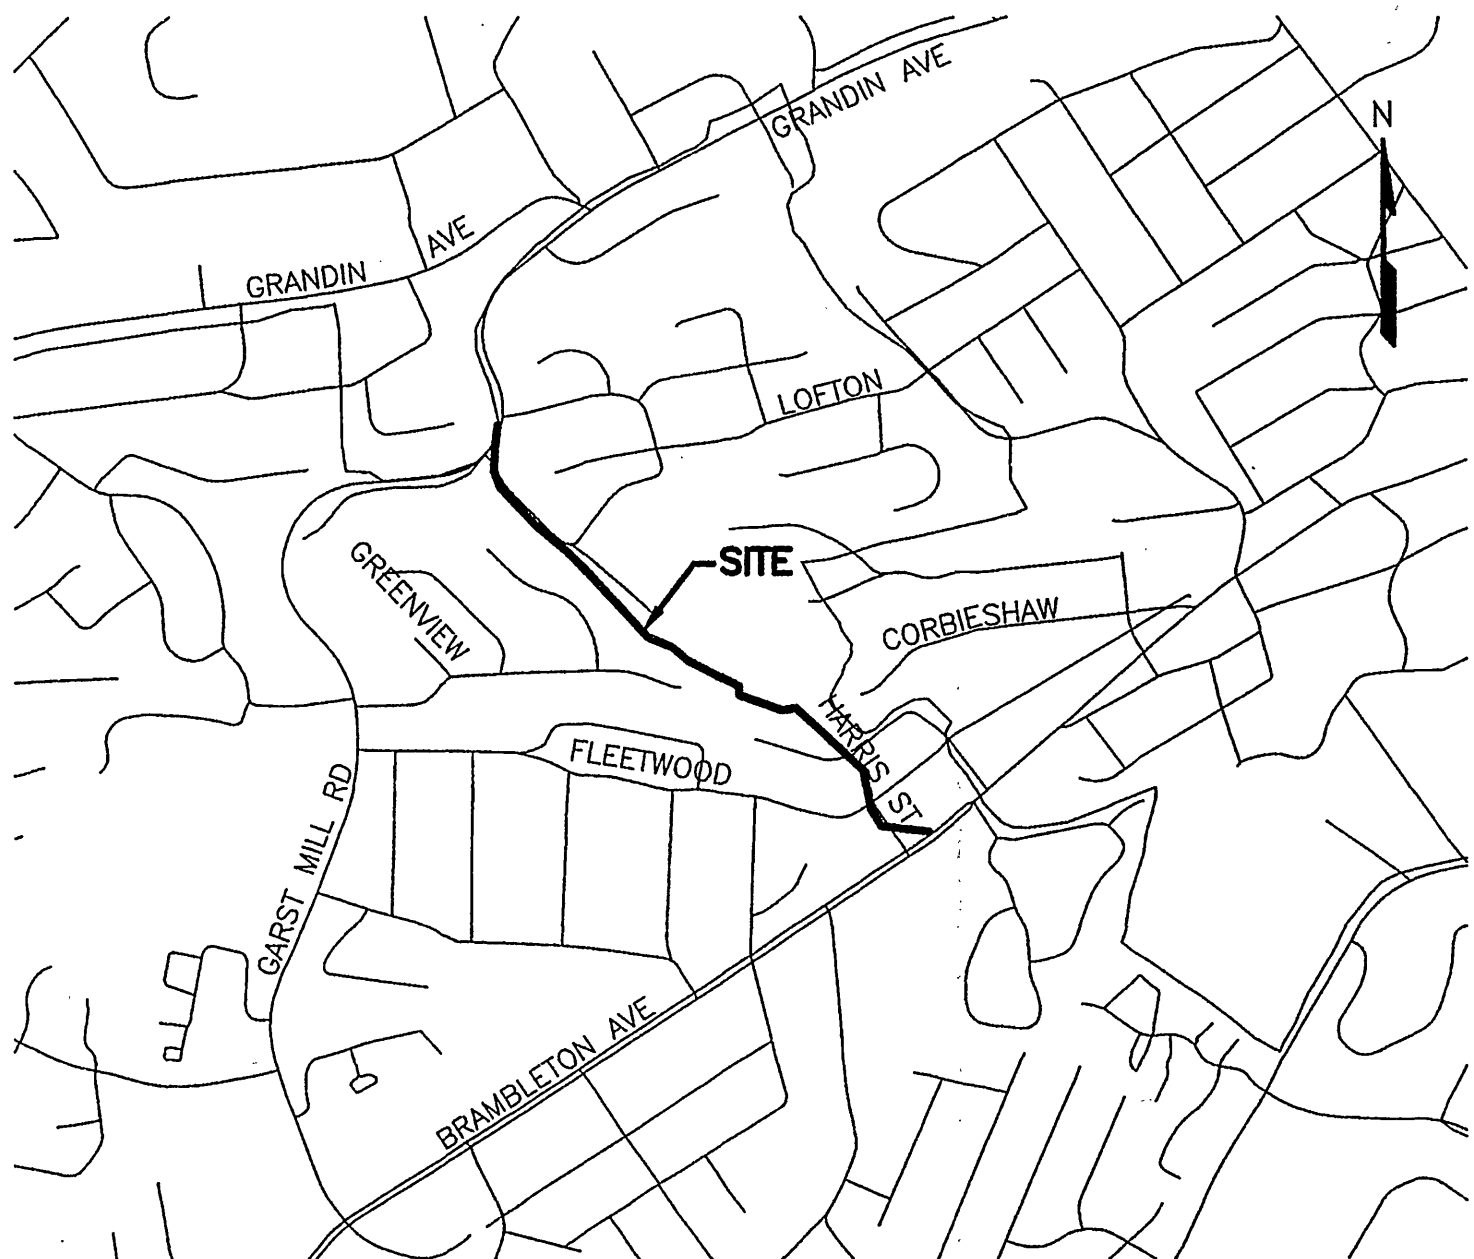 GRANDIN AVE
N
GRANDIN AVE
LOFTON
SITE
GREENVIEW
CORBIESHAW
HARRIS ST
FLEETWOOD
GARST MILL RD
BRAMBLETON AVE